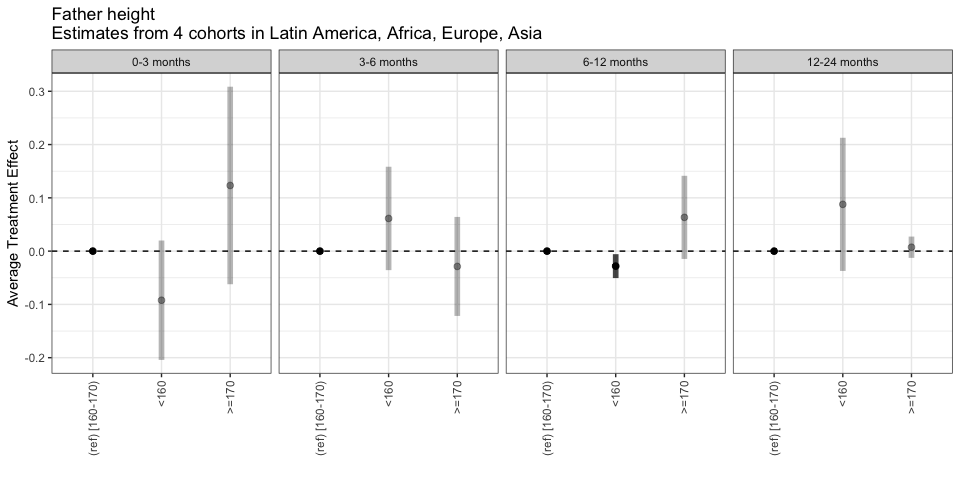 Father height
Estimates from 4 cohorts in Latin America, Africa, Europe, Asia
0-3 months
3-6 months
6-12 months
12-24 months
Average Treatment Effect
0.3
0.2
0.1
0.0
-0.1
-0.2
(ref) [160-170)
<160
>=170
(ref) [160-170)
<160
>=170
(ref) [160-170)
<160
>=170
(ref) [160-170)
<160
>=170